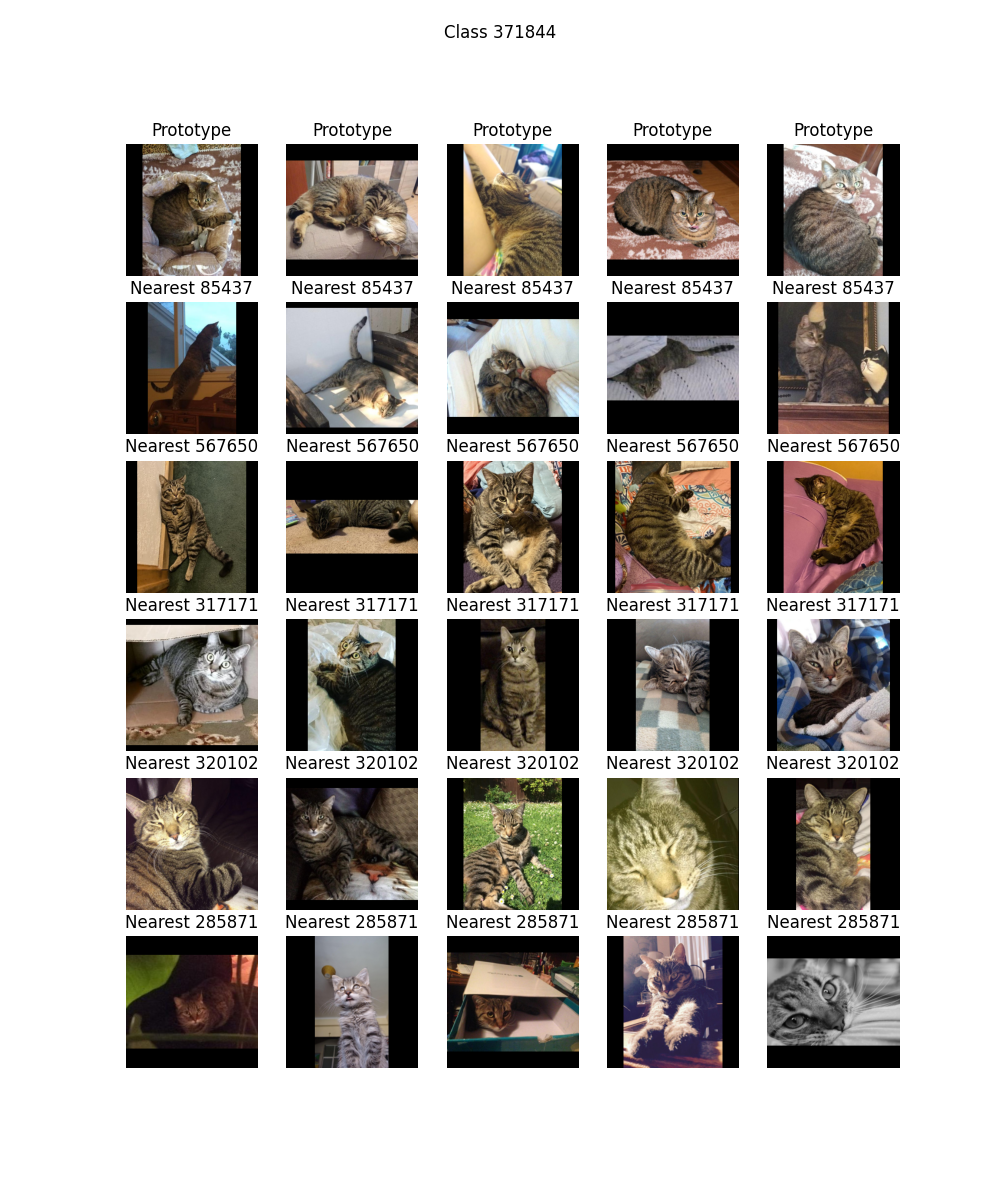 Class 371844
Prototype Prototype Prototype Prototype Prototype
Nearest 85437 Nearest 85437 Nearest 85437 Nearest 85437 Nearest 85437
Nearest 567650 Nearest 567650 Nearest 567650 Nearest 567650 Nearest 567650
Nearest 317171 Nearest 317171 Nearest 317171 Nearest 317171 Nearest 317171
Nearest 320102 Nearest 320102 Nearest 320102 Nearest 320102 Nearest 320102
Nearest 285871 Nearest 285871 Nearest 285871 Nearest 285871 Nearest 285871